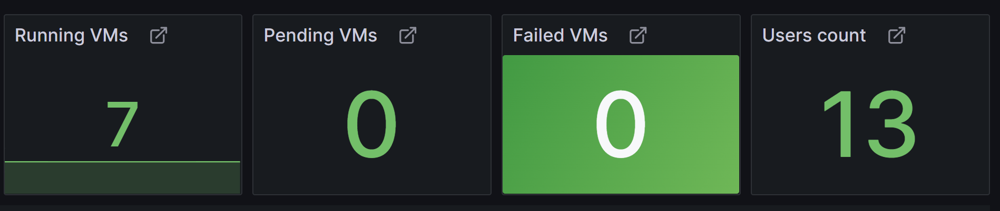 Running VMs
7
Pending VMs
0
Failed VMs
0
Users count
13